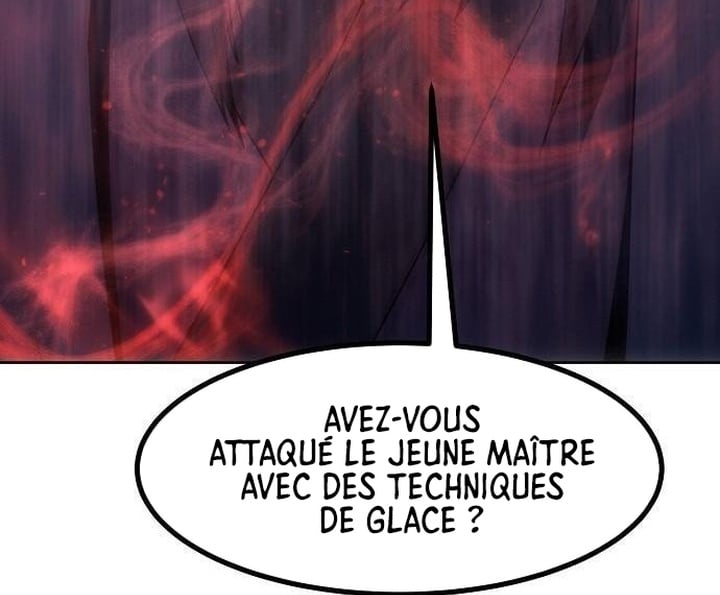 AVEZ-VOUS
ATTAQUÉ LE JEUNE MAÎTRE
AVEC DES TECHNIQUES
DE GLACE ?